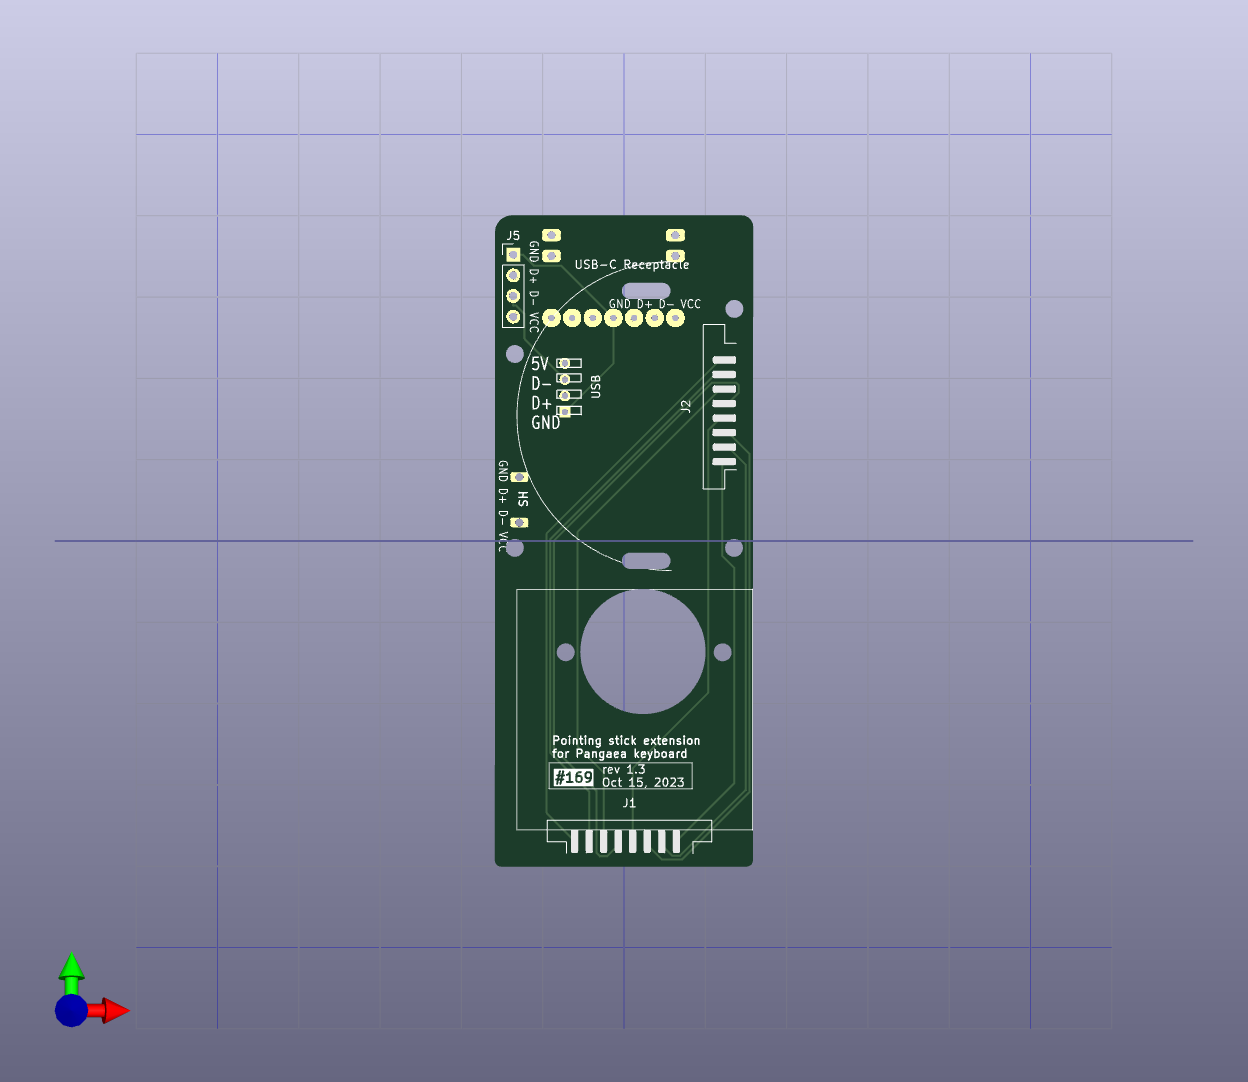 J5
GND D+ D- VCC
USB-C Receptacle
GND D+ D- VCC
5V
D-
D+
GND
USB
J2
GND D+ D- VCC
HS
Pointing stick extension
for Pangaea keyboard
#169
rev 1.3
Oct 15, 2023
J1